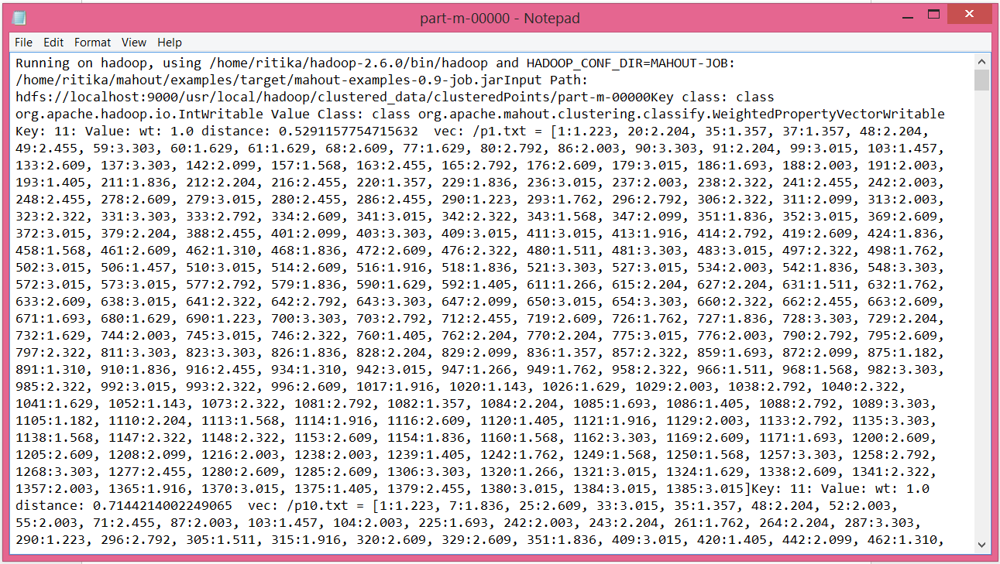 part-m-00000 - Notepad
File Edit Format View Help
Running on hadoop, using /home/ritika/hadoop-2.6.0/bin/hadoop and HADOOP_CONF_DIR=MAHOUT-JOB:
/home/ritika/mahout/examples/target/mahout-examples-0.9-job.jarInput Path:
hdfs://localhost:9000/usr/local/hadoop/clustered_data/clusteredPoints/part-m-00000Key class: class
org.apache.hadoop.io.IntWritable Value Class: class org.apache.mahout.clustering.classify.WeightedPropertyVectorWritable
Key: 11: Value: wt: 1.0 distance: 0.5291157754715632  vec: /p1.txt = [1:1.223, 20:2.204, 35:1.357, 37:1.357, 48:2.204,
49:2.455, 59:3.303, 60:1.629, 61:1.629, 68:2.609, 77:1.629, 80:2.792, 86:2.003, 90:3.303, 91:2.204, 99:3.015, 103:1.457,
133:2.609, 137:3.303, 142:2.099, 157:1.568, 163:2.455, 165:2.792, 176:2.609, 179:3.015, 186:1.693, 188:2.003, 191:2.003,
193:1.405, 211:1.836, 212:2.204, 216:2.455, 220:1.357, 229:1.836, 236:3.015, 237:2.003, 238:2.322, 241:2.455, 242:2.003,
248:2.455, 278:2.609, 279:3.015, 280:2.455, 286:2.455, 290:1.223, 293:1.762, 296:2.792, 306:2.322, 311:2.099, 313:2.003,
323:2.322, 331:3.303, 333:2.792, 334:2.609, 341:3.015, 342:2.322, 343:1.568, 347:2.099, 351:1.836, 352:3.015, 369:2.609,
372:3.015, 379:2.204, 388:2.455, 401:2.099, 403:3.303, 409:3.015, 411:3.015, 413:1.916, 414:2.792, 419:2.609, 424:1.836,
458:1.568, 461:2.609, 462:1.310, 468:1.836, 472:2.609, 476:2.322, 480:1.511, 481:3.303, 483:3.015, 497:2.322, 498:1.762,
502:3.015, 506:1.457, 510:3.015, 514:2.609, 516:1.916, 518:1.836, 521:3.303, 527:3.015, 534:2.003, 542:1.836, 548:3.303,
572:3.015, 573:3.015, 577:2.792, 579:1.836, 590:1.629, 592:1.405, 611:1.266, 615:2.204, 627:2.204, 631:1.511, 632:1.762,
633:2.609, 638:3.015, 641:2.322, 642:2.792, 643:3.303, 647:2.099, 650:3.015, 654:3.303, 660:2.322, 662:2.455, 663:2.609,
671:1.693, 680:1.629, 690:1.223, 700:3.303, 703:2.792, 712:2.455, 719:2.609, 726:1.762, 727:1.836, 728:3.303, 729:2.204,
732:1.629, 744:2.003, 745:3.015, 746:2.322, 760:1.405, 762:2.204, 770:2.204, 775:3.015, 776:2.003, 790:2.792, 795:2.609,
797:2.322, 811:3.303, 823:3.303, 826:1.836, 828:2.204, 829:2.099, 836:1.357, 857:2.322, 859:1.693, 872:2.099, 875:1.182,
891:1.310, 910:1.836, 916:2.455, 934:1.310, 942:3.015, 947:1.266, 949:1.762, 958:2.322, 966:1.511, 968:1.568, 982:3.303,
985:2.322, 992:3.015, 993:2.322, 996:2.609, 1017:1.916, 1020:1.143, 1026:1.629, 1029:2.003, 1038:2.792, 1040:2.322,
1041:1.629, 1052:1.143, 1073:2.322, 1081:2.792, 1082:1.357, 1084:2.204, 1085:1.693, 1086:1.405, 1088:2.792, 1089:3.303,
1105:1.182, 1110:2.204, 1113:1.568, 1114:1.916, 1116:2.609, 1120:1.405, 1121:1.916, 1129:2.003, 1133:2.792, 1135:3.303,
1138:1.568, 1147:2.322, 1148:2.322, 1153:2.609, 1154:1.836, 1160:1.568, 1162:3.303, 1169:2.609, 1171:1.693, 1200:2.609,
1205:2.609, 1208:2.099, 1216:2.003, 1238:2.003, 1239:1.405, 1242:1.762, 1249:1.568, 1250:1.568, 1257:3.303, 1258:2.792,
1268:3.303, 1277:2.455, 1280:2.609, 1285:2.609, 1306:3.303, 1320:1.266, 1321:3.015, 1324:1.629, 1338:2.609, 1341:2.322,
1357:2.003, 1365:1.916, 1370:3.015, 1375:1.405, 1379:2.455, 1380:3.015, 1384:3.015, 1385:3.015]Key: 11: Value: wt: 1.0
distance: 0.7144214002249065  vec: /p10.txt = [1:1.223, 7:1.836, 25:2.609, 33:3.015, 35:1.357, 48:2.204, 52:2.003,
55:2.003, 71:2.455, 87:2.003, 103:1.457, 104:2.003, 225:1.693, 242:2.003, 243:2.204, 261:1.762, 264:2.204, 287:3.303,
290:1.223, 296:2.792, 305:1.511, 315:1.916, 320:2.609, 329:2.609, 351:1.836, 409:3.015, 420:1.405, 442:2.099, 462:1.310,